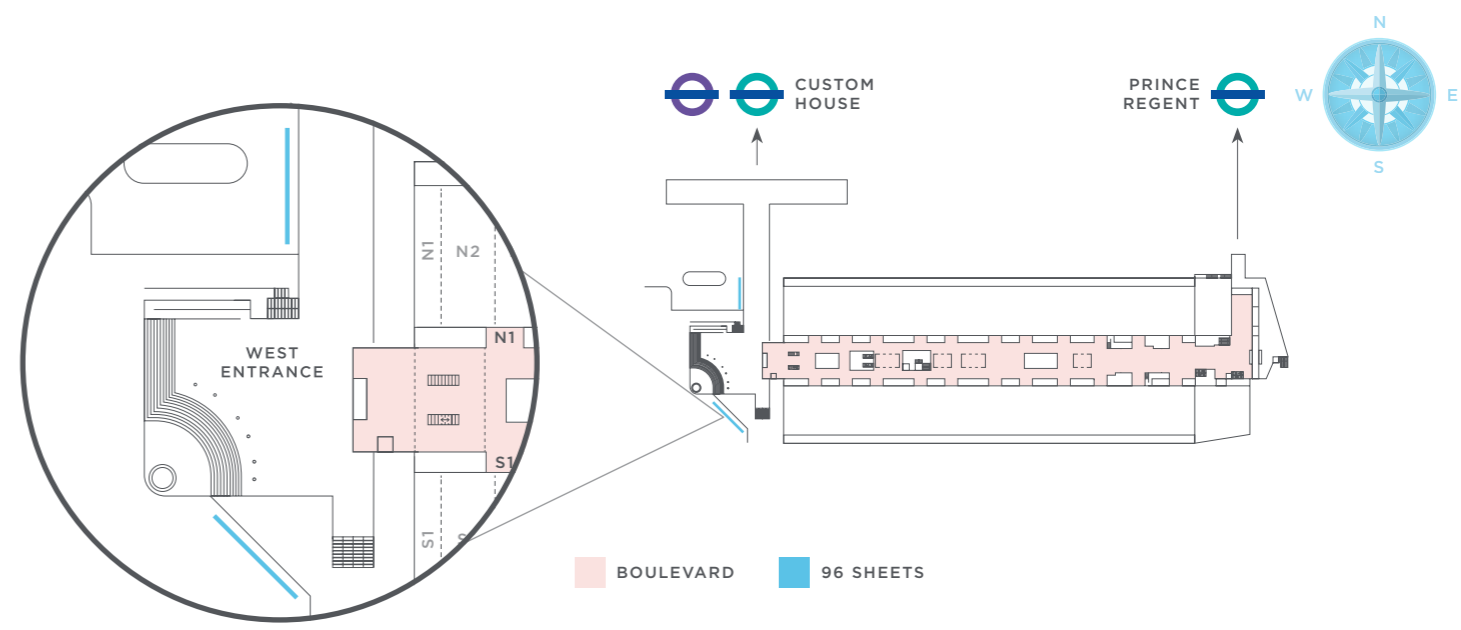 N
CUSTOM
HOUSE
PRINCE
REGENT
W
E
S
N1
N2
N1
WEST
ENTRANCE
S1
S1
S
BOULEVARD
96 SHEETS